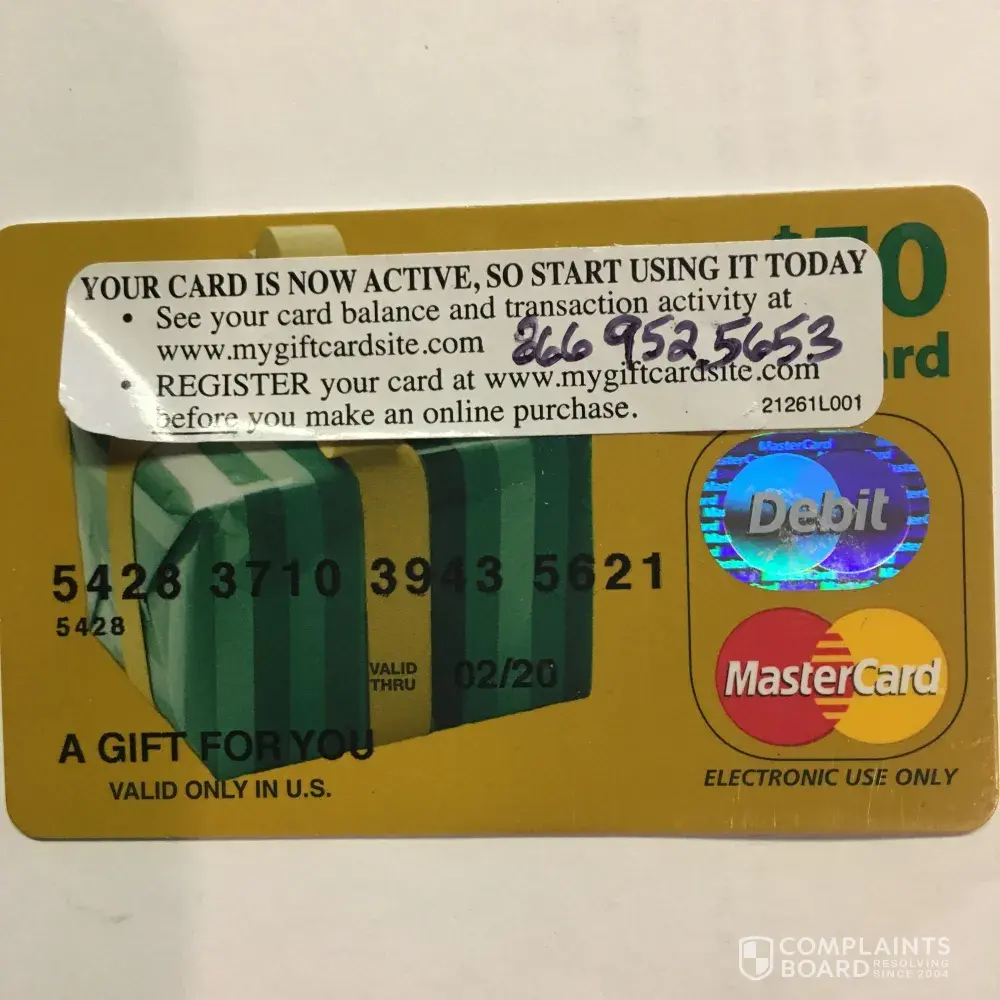 YOUR CARD IS NOW ACTIVE, SO START USING IT TODAY
• See your card balance and transaction activity at
www.mygiftcardsite.com 866 952 5653
• REGISTER your card at www.mygiftcardsite.com
before you make an online purchase. 21261L001
MasterCard
Debit
5428 3710 3943 5621
5428
VALID
THRU 02/20
MasterCard
A GIFT FOR YOU
VALID ONLY IN U.S.
ELECTRONIC USE ONLY
COMPLAINTS
BOARD RESOLVING
SINCE 2004